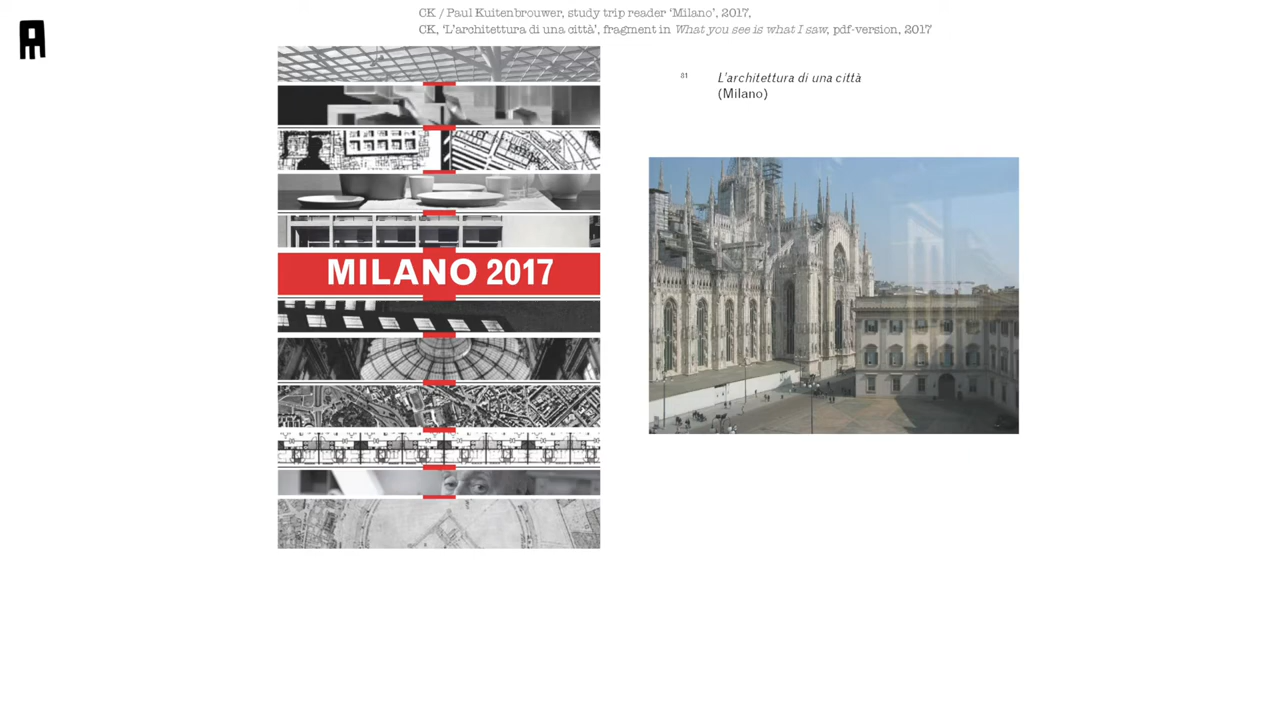 CK / Paul Kuitenbrouwer, study trip reader ‘Milano’, 2017,
CK, ‘L’architettura di una città’, fragment in What you see is what I saw, pdf-version, 2017
81 L’architettura di una città
(Milano)
MILANO 2017